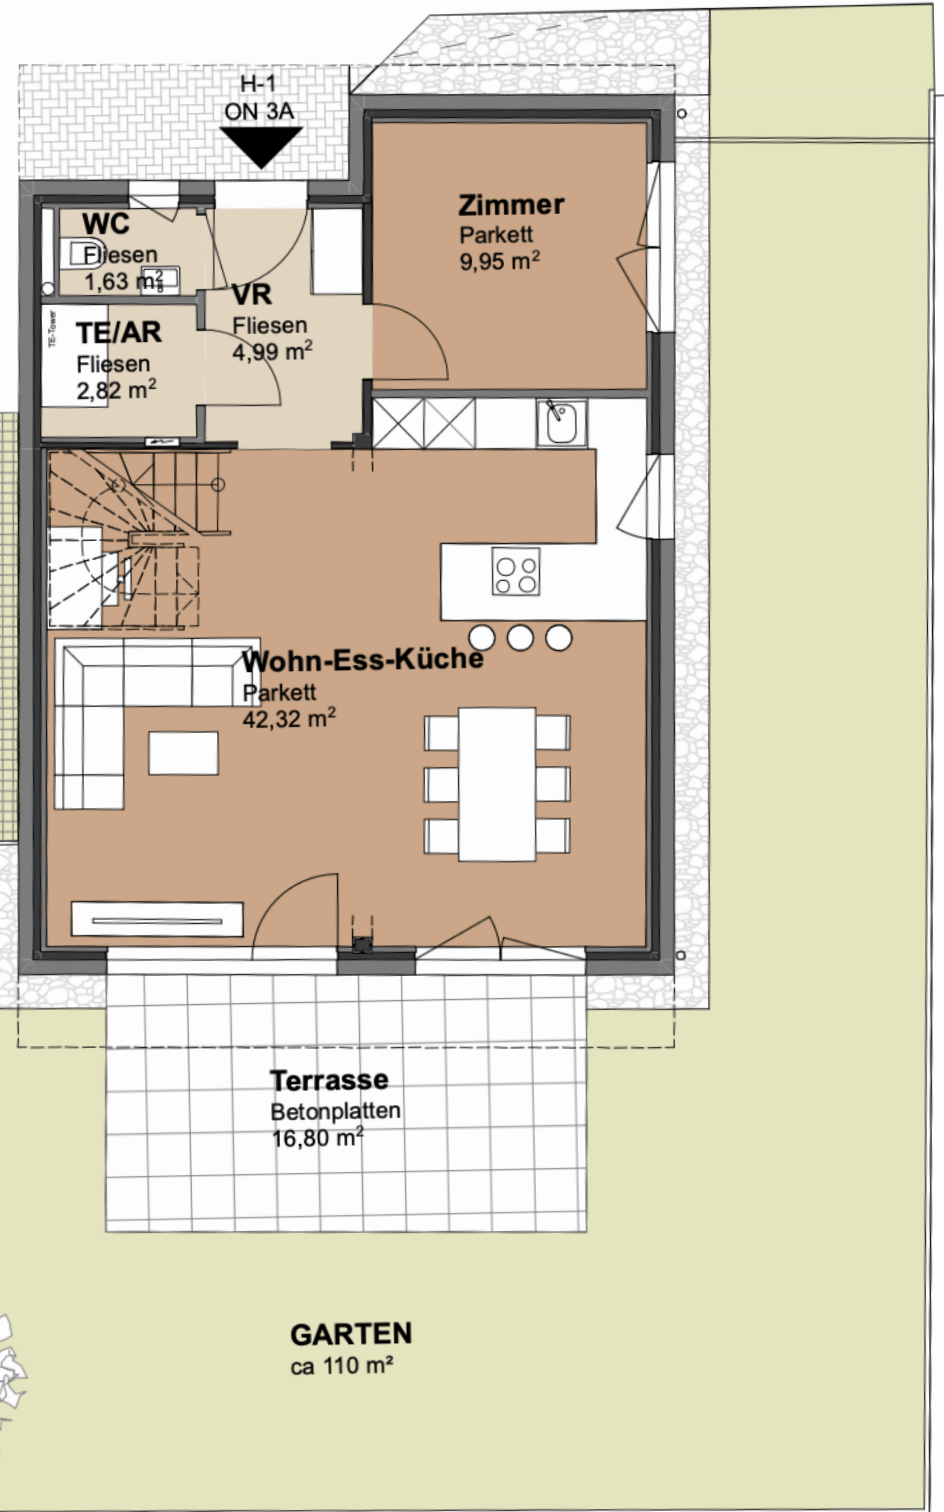 H-1
ON 3A
Zimmer
Parkett
9,95 m²
WC
Fliesen
1,63 m²
VR
Fliesen
4,99 m²
TE-Tower
TE/AR
Fliesen
2,82 m²
Wohn-Ess-Küche
Parkett
42,32 m²
Terrasse
Betonplatten
16,80 m²
GARTEN
ca 110 m²